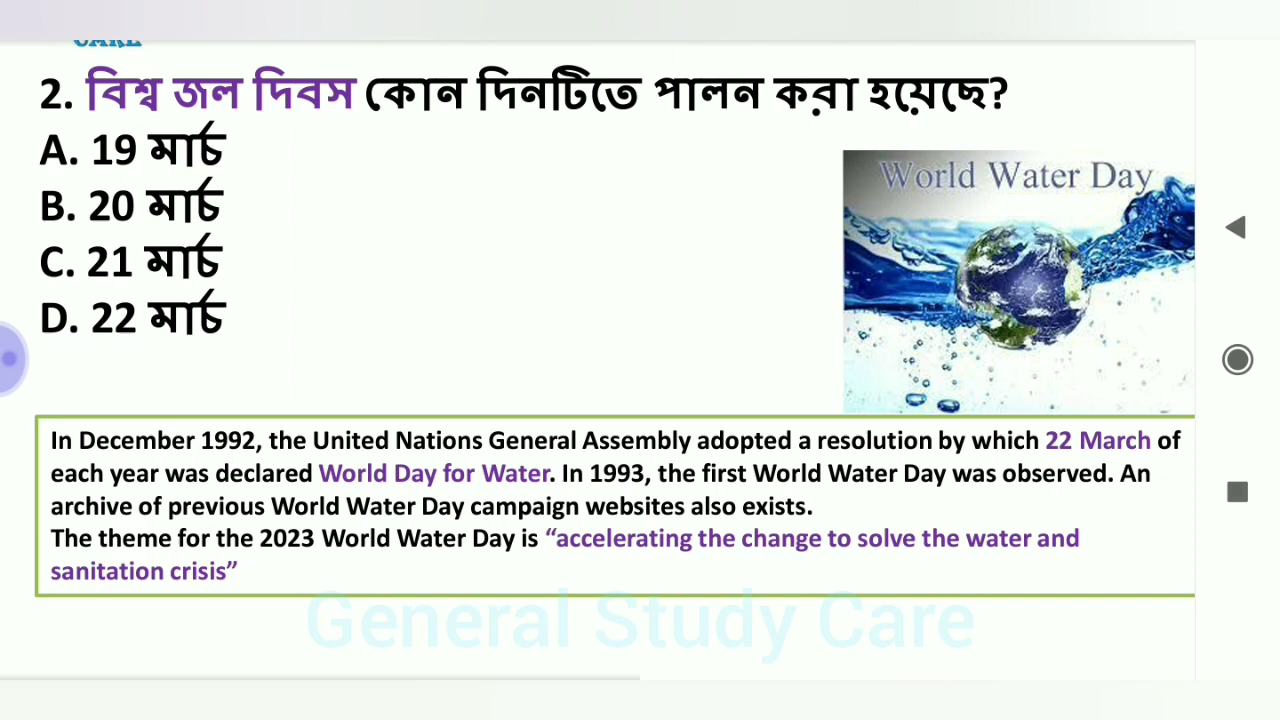 CARE
2. বিশ্ব জল দিবস কোন দিনটিতে পালন করা হয়েছে?
A. 19 মার্চ
B. 20 মার্চ
C. 21 মার্চ
D. 22 মার্চ
World Water Day
In December 1992, the United Nations General Assembly adopted a resolution by which 22 March of
each year was declared World Day for Water. In 1993, the first World Water Day was observed. An
archive of previous World Water Day campaign websites also exists.
The theme for the 2023 World Water Day is “accelerating the change to solve the water and
sanitation crisis”
General Study Care